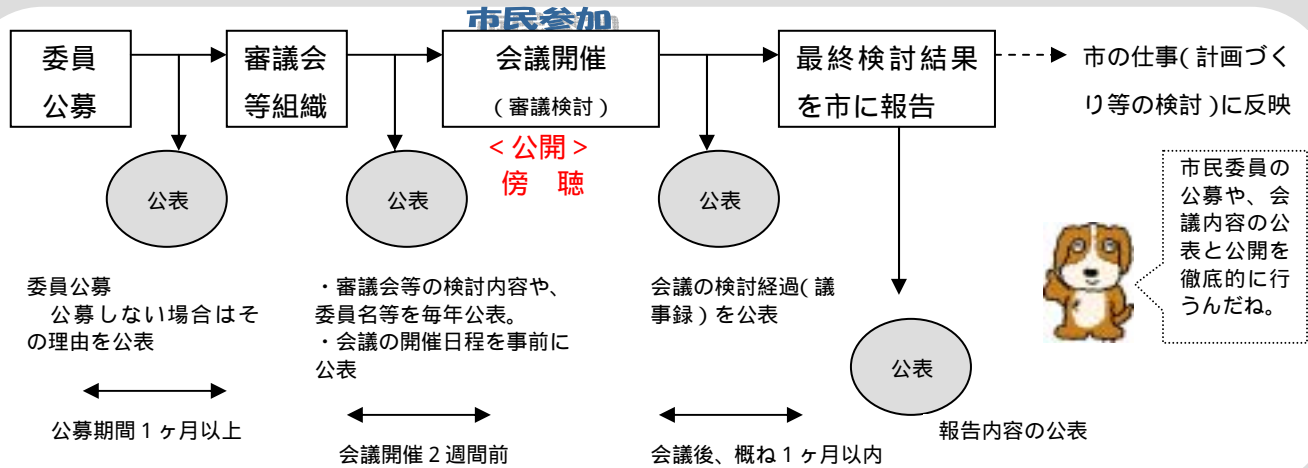 市民参加
委員
公募
審議会
等組織
会議開催
(審議検討)
最終検討結果
を市に報告
市の仕事(計画づく
り等の検討)に反映
<公開>
傍 聴
公表
公表
公表
市民委員の
公募や、会
議内容の公
表と公開を
徹底的に行
うんだね。
委員公募
公募しない場合はそ
の理由を公表
・審議会等の検討内容や、
委員名等を毎年公表。
・会議の開催日程を事前に
公表
会議の検討経過(議
事録)を公表
公表
公募期間1ヶ月以上
会議開催2週間前
会議後、概ね1ヶ月以内
報告内容の公表